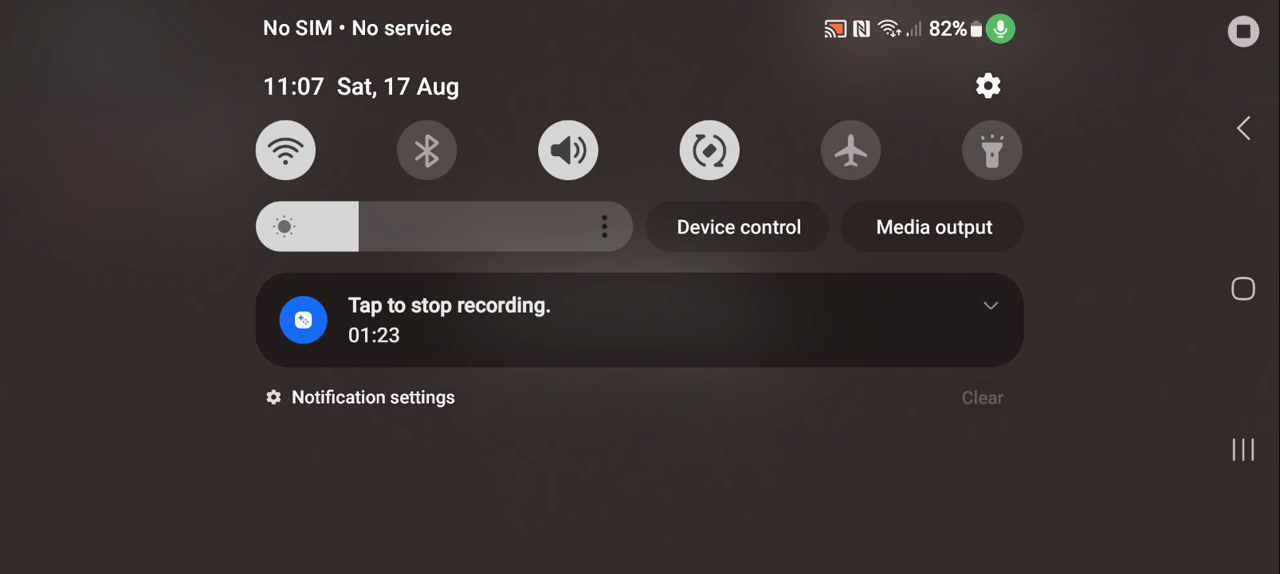 No SIM • No service
82%
11:07 Sat, 17 Aug
Device control
Media output
Tap to stop recording.
01:23
Notification settings
Clear